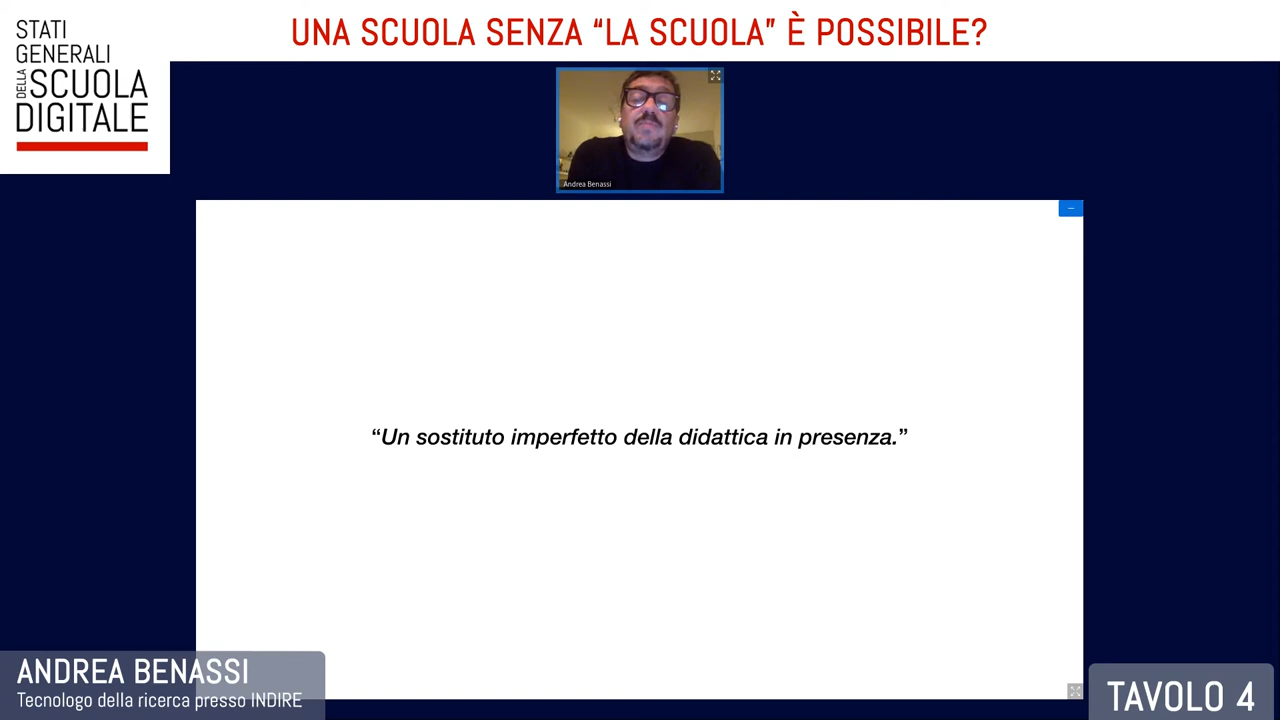 STATI
GENERALI
DELLA SCUOLA
DIGITALE
UNA SCUOLA SENZA “LA SCUOLA” È POSSIBILE?
Andrea Benassi
“Un sostituto imperfetto della didattica in presenza.”
ANDREA BENASSI
Tecnologo della ricerca presso INDIRE
TAVOLO 4